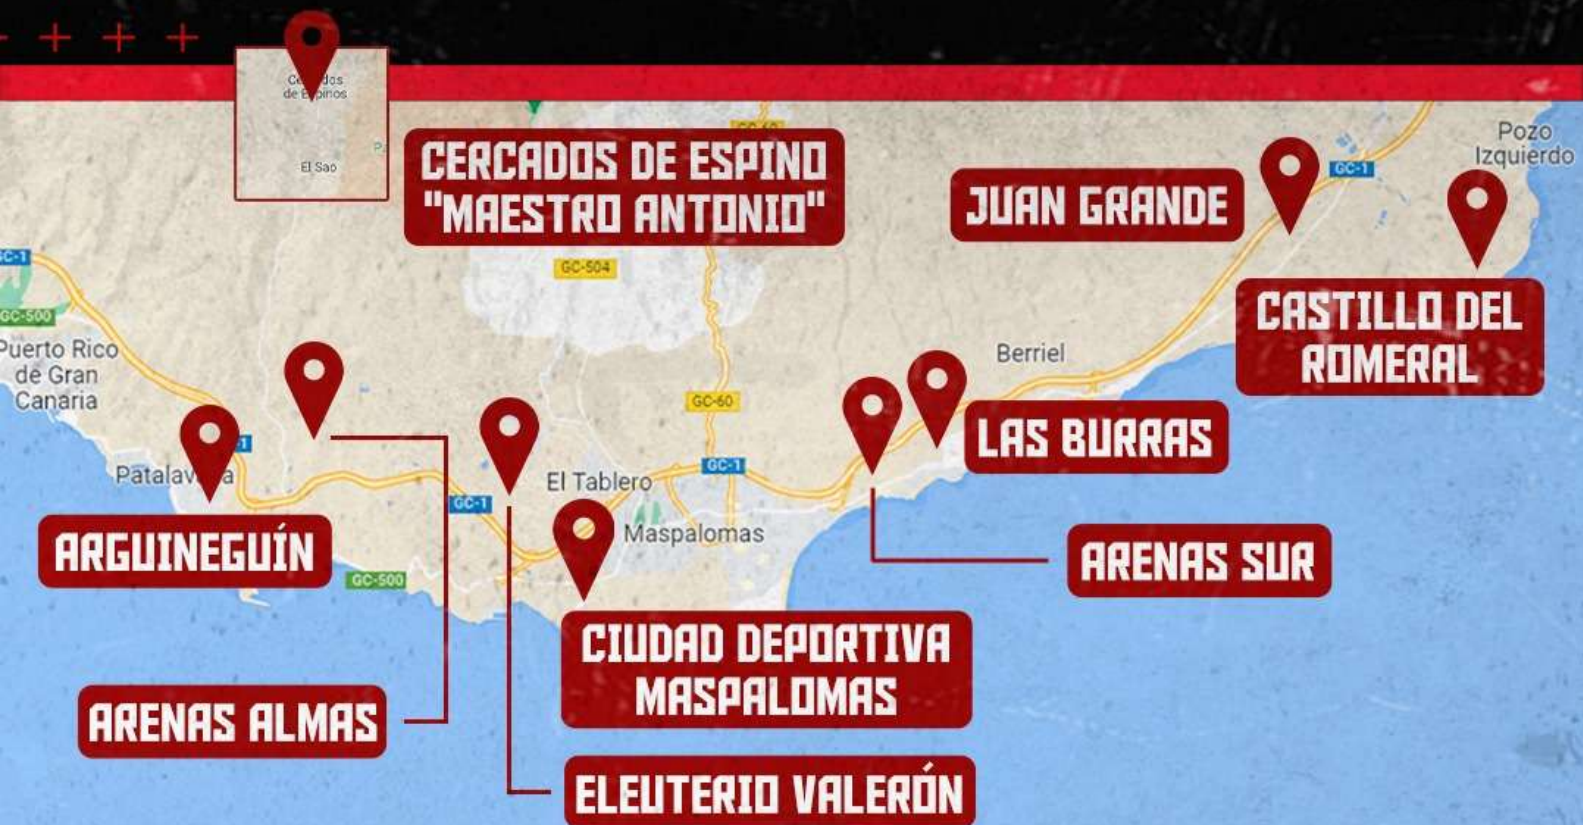 Cercados
de Espinos
El Sao
CERCADOS DE ESPINO
"MAESTRO ANTONIO"
GC-60
Pozo
Izquierdo
GC-1
JUAN GRANDE
GC-1
GC-504
CASTILLO DEL
ROMERAL
GC-500
Puerto Rico
de Gran
Canaria
Berriel
GC-60
LAS BURRAS
Patalavaca
GC-1
El Tablero
GC-1
Maspalomas
ARGUINEGUÍN
GC-500
ARENAS SUR
CIUDAD DEPORTIVA
MASPALOMAS
ARENAS ALMAS
ELEUTERIO VALERÓN